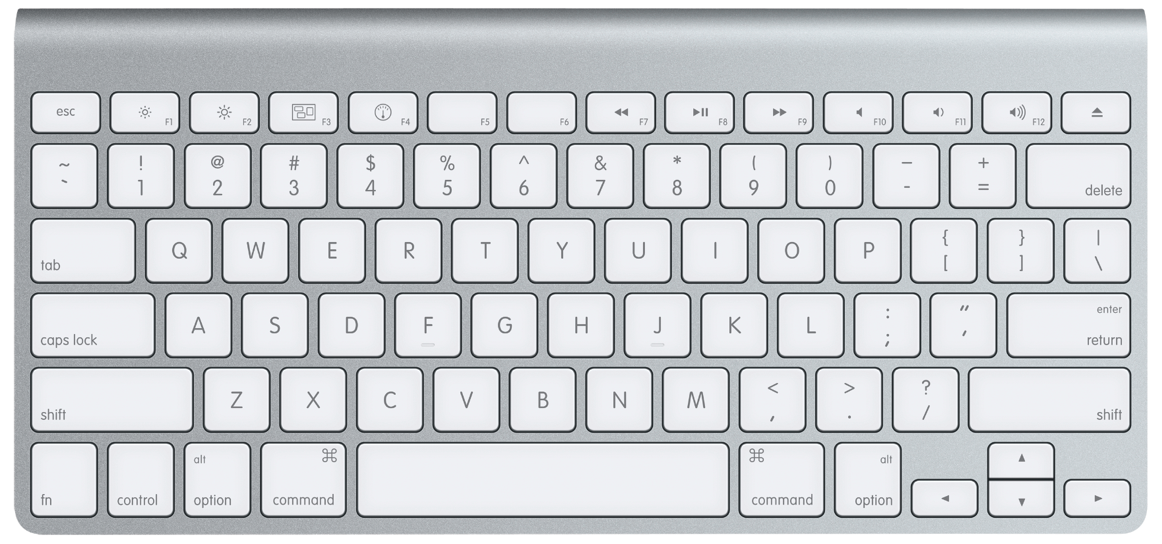 esc F1 F2 F3 F4 F5 F6 F7 F8 F9 F10 F11 F12
~ ! @ # $ % ^ & * ( ) – +
` 1 2 3 4 5 6 7 8 9 0 - = delete
Q W E R T Y U I O P { } |
tab [ ] \
A S D F G H J K L : “ enter
caps lock ; ‘ return
Z X C V B N M < > ?
shift , . / shift
alt ⌘ ⌘ alt
fn control option command command option